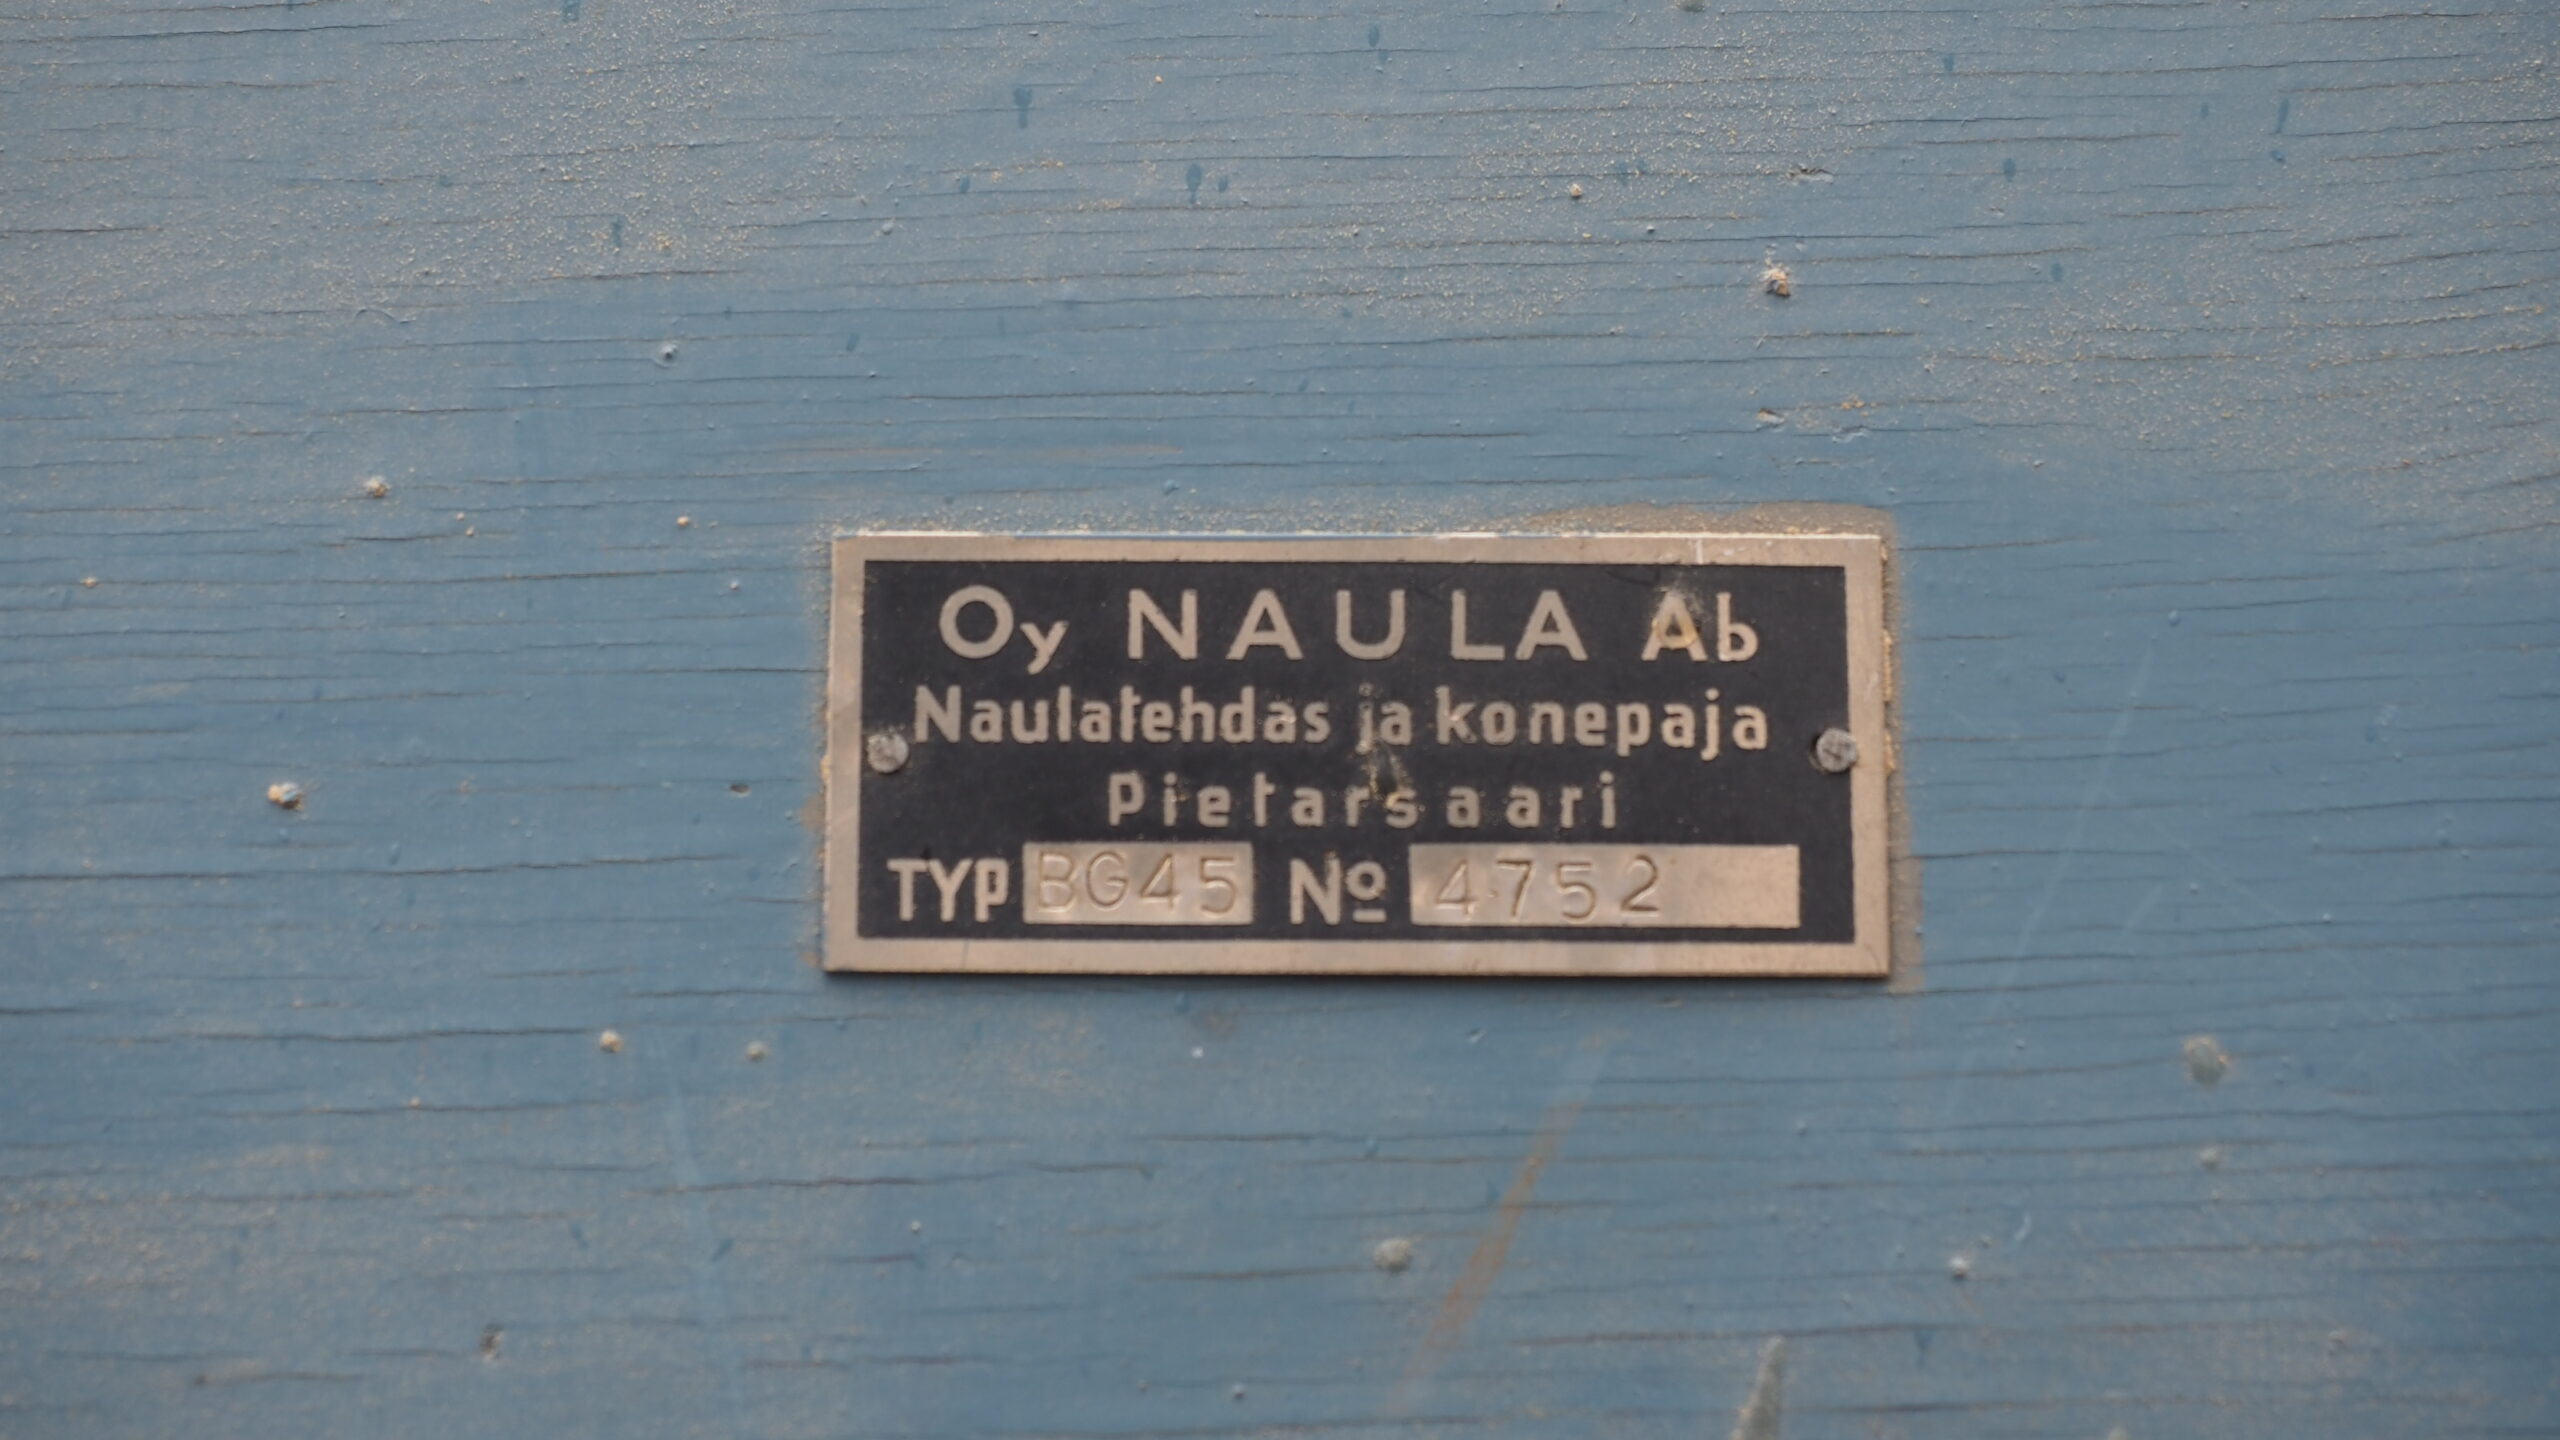 Oy NAULA Ab
Naulatehdas ja konepaja
Pietarsaari
TYP BG45 Nº 4752